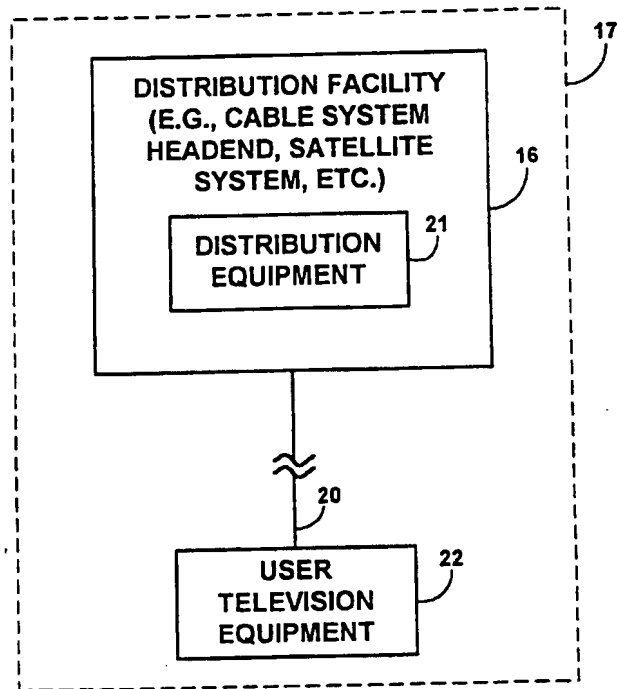 17
DISTRIBUTION FACILITY
(E.G., CABLE SYSTEM
HEADEND, SATELLITE
SYSTEM, ETC.)
16
DISTRIBUTION
EQUIPMENT
21
20
USER
TELEVISION
EQUIPMENT
22